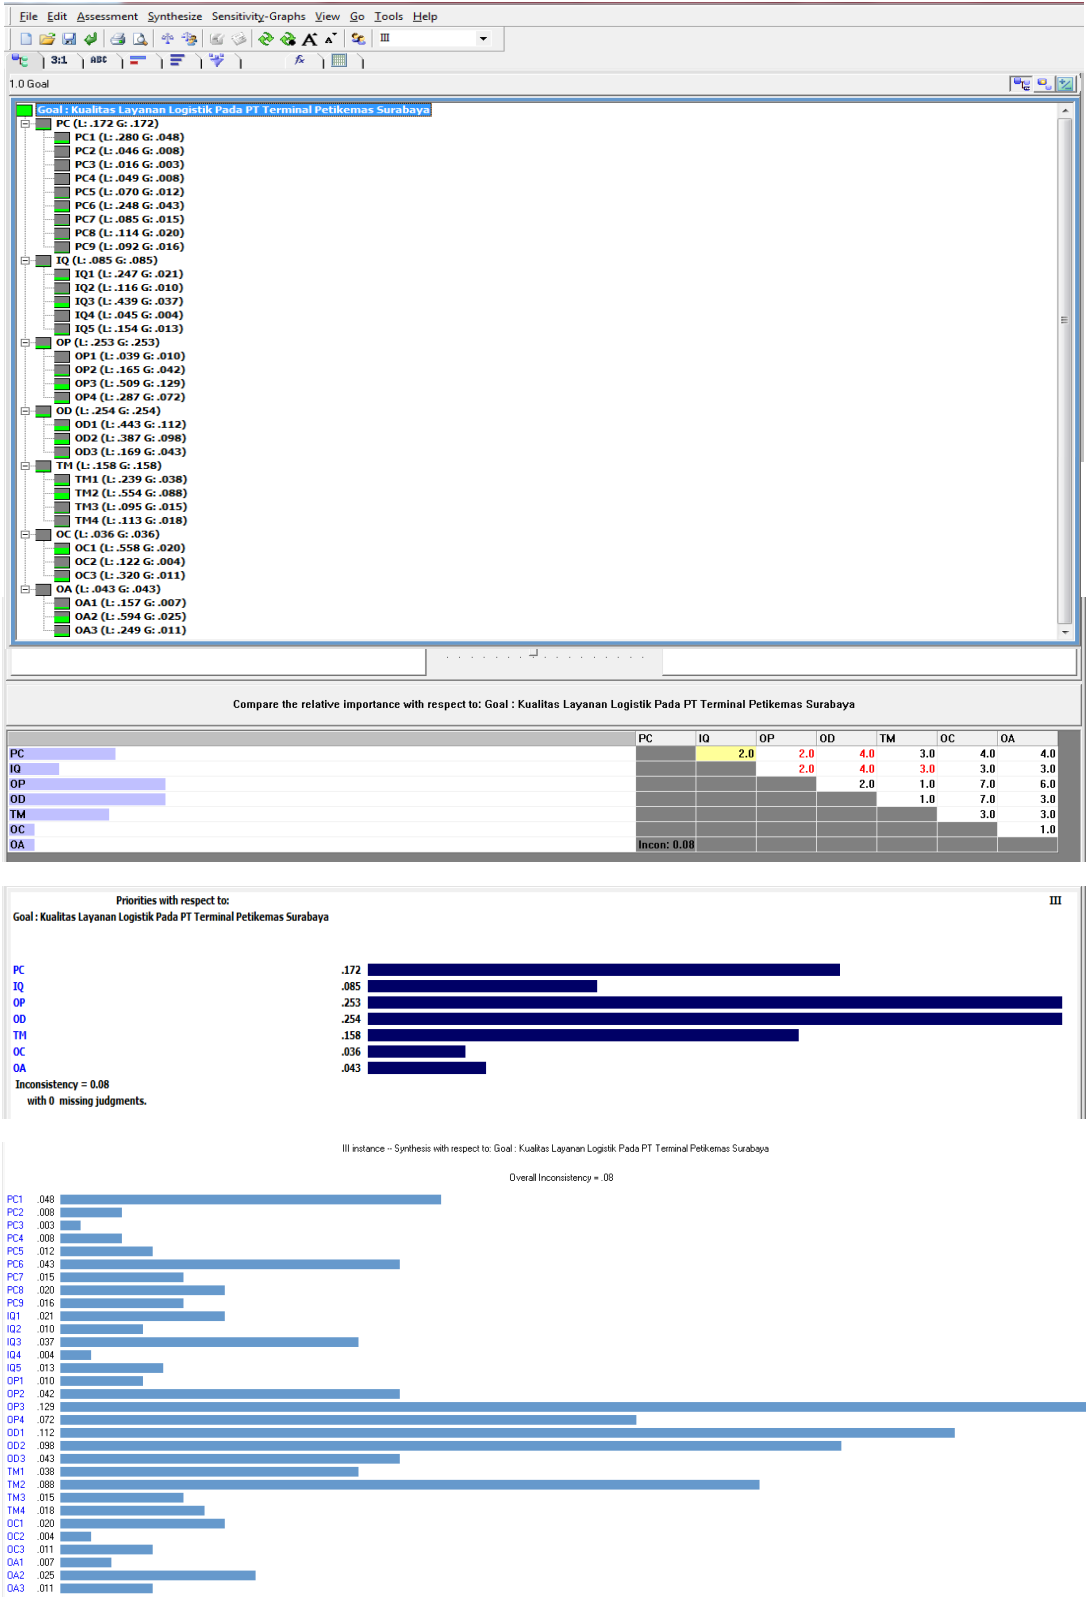 File Edit Assessment Synthesize Sensitivity-Graphs View Go Tools Help
A A III
3:1 ABC fx
1.0 Goal
Goal : Kualitas Layanan Logistik Pada PT Terminal Petikemas Surabaya
PC (L: .172 G: .172)
PC1 (L: .280 G: .048)
PC2 (L: .046 G: .008)
PC3 (L: .016 G: .003)
PC4 (L: .049 G: .008)
PC5 (L: .070 G: .012)
PC6 (L: .248 G: .043)
PC7 (L: .085 G: .015)
PC8 (L: .114 G: .020)
PC9 (L: .092 G: .016)
IQ (L: .085 G: .085)
IQ1 (L: .247 G: .021)
IQ2 (L: .116 G: .010)
IQ3 (L: .439 G: .037)
IQ4 (L: .045 G: .004)
IQ5 (L: .154 G: .013)
OP (L: .253 G: .253)
OP1 (L: .039 G: .010)
OP2 (L: .165 G: .042)
OP3 (L: .509 G: .129)
OP4 (L: .287 G: .072)
OD (L: .254 G: .254)
OD1 (L: .443 G: .112)
OD2 (L: .387 G: .098)
OD3 (L: .169 G: .043)
TM (L: .158 G: .158)
TM1 (L: .239 G: .038)
TM2 (L: .554 G: .088)
TM3 (L: .095 G: .015)
TM4 (L: .113 G: .018)
OC (L: .036 G: .036)
OC1 (L: .558 G: .020)
OC2 (L: .122 G: .004)
OC3 (L: .320 G: .011)
OA (L: .043 G: .043)
OA1 (L: .157 G: .007)
OA2 (L: .594 G: .025)
OA3 (L: .249 G: .011)
Compare the relative importance with respect to: Goal : Kualitas Layanan Logistik Pada PT Terminal Petikemas Surabaya
PC IQ OP OD TM OC OA
PC 2.0 2.0 4.0 3.0 4.0 4.0
IQ 2.0 4.0 3.0 3.0 3.0
OP 2.0 1.0 7.0 6.0
OD 1.0 7.0 3.0
TM 3.0 3.0
OC 1.0
OA Incon: 0.08
Priorities with respect to: III
Goal : Kualitas Layanan Logistik Pada PT Terminal Petikemas Surabaya
PC .172
IQ .085
OP .253
OD .254
TM .158
OC .036
OA .043
Inconsistency = 0.08
with 0 missing judgments.
III instance -- Synthesis with respect to: Goal : Kualitas Layanan Logistik Pada PT Terminal Petikemas Surabaya
Overall Inconsistency = .08
PC1 .048
PC2 .008
PC3 .003
PC4 .008
PC5 .012
PC6 .043
PC7 .015
PC8 .020
PC9 .016
IQ1 .021
IQ2 .010
IQ3 .037
IQ4 .004
IQ5 .013
OP1 .010
OP2 .042
OP3 .129
OP4 .072
OD1 .112
OD2 .098
OD3 .043
TM1 .038
TM2 .088
TM3 .015
TM4 .018
OC1 .020
OC2 .004
OC3 .011
OA1 .007
OA2 .025
OA3 .011